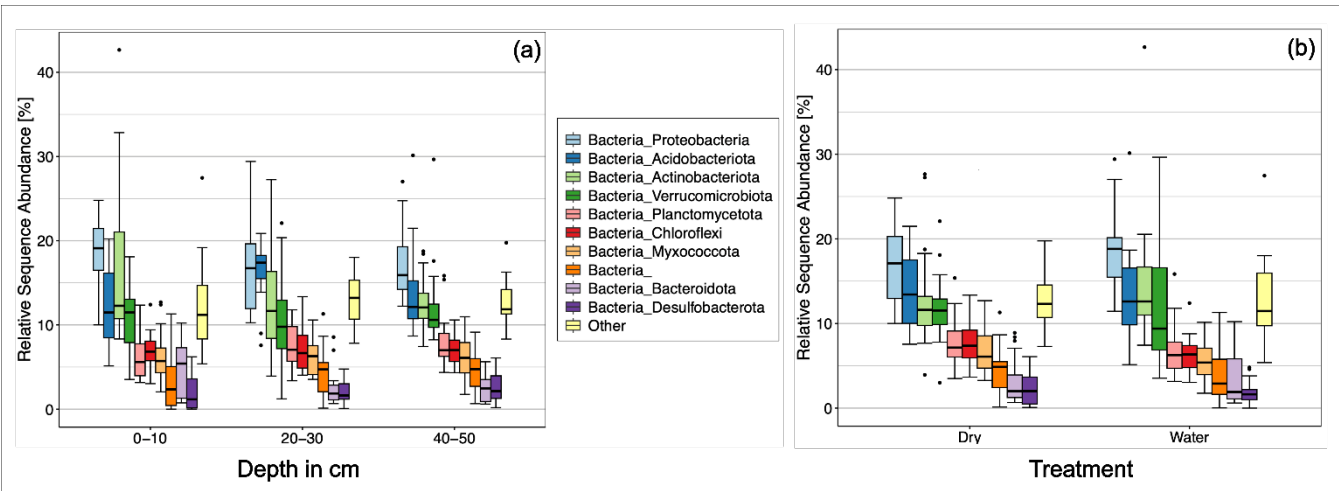 (a)
Relative Sequence Abundance [%]
40
30
20
10
0
0−10
20−30
40−50
Depth in cm
Bacteria_Proteobacteria
Bacteria_Acidobacteriota
Bacteria_Actinobacteriota
Bacteria_Verrucomicrobiota
Bacteria_Planctomycetota
Bacteria_Chloroflexi
Bacteria_Myxococcota
Bacteria_
Bacteria_Bacteroidota
Bacteria_Desulfobacterota
Other
(b)
Relative Sequence Abundance [%]
40
30
20
10
0
Dry
Water
Treatment